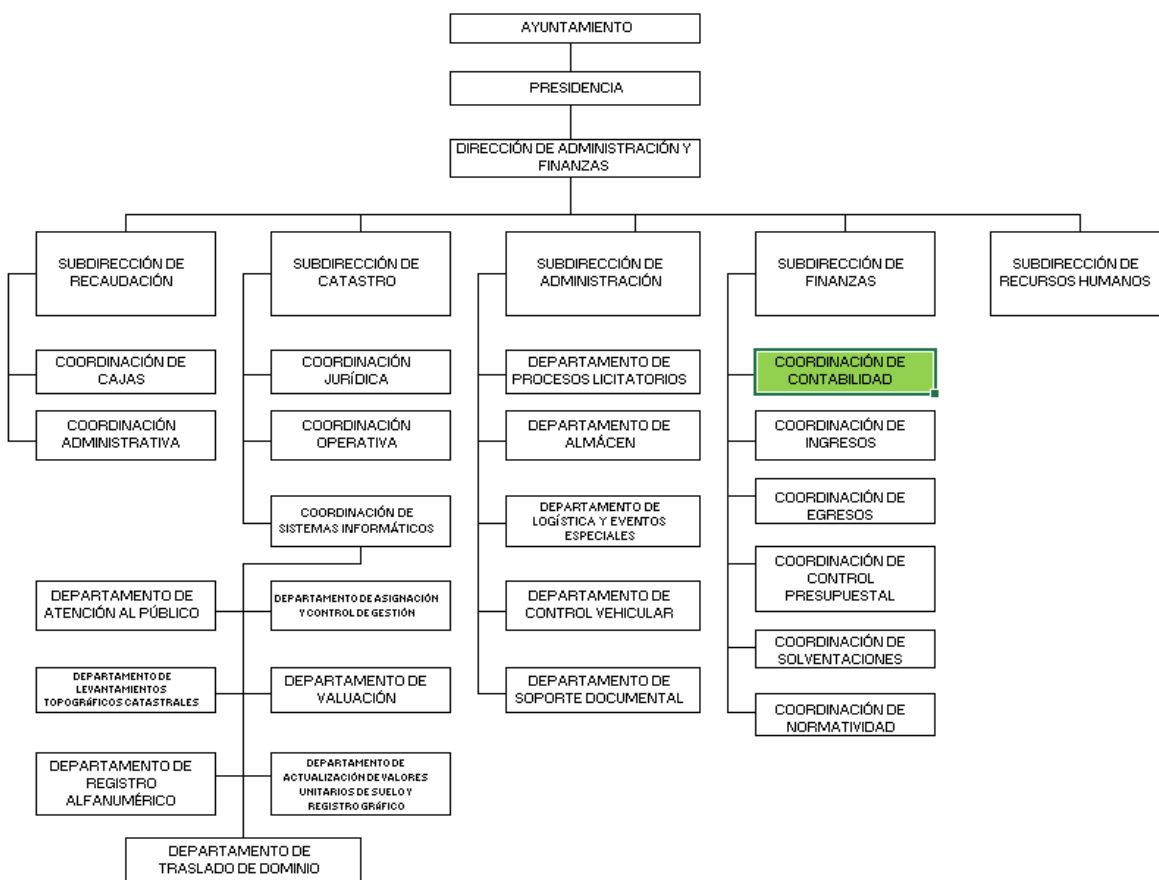 AYUNTAMIENTO
PRESIDENCIA
DIRECCIÓN DE ADMINISTRACIÓN Y
FINANZAS
SUBDIRECCIÓN DE
RECAUDACIÓN
SUBDIRECCIÓN DE
CATASTRO
SUBDIRECCIÓN DE
ADMINISTRACIÓN
SUBDIRECCIÓN DE
FINANZAS
SUBDIRECCIÓN DE
RECURSOS HUMANOS
COORDINACIÓN DE
CAJAS
COORDINACIÓN
JURÍDICA
DEPARTAMENTO DE
PROCESOS LICITATORIOS
COORDINACIÓN DE
CONTABILIDAD
COORDINACIÓN
ADMINISTRATIVA
COORDINACIÓN
OPERATIVA
DEPARTAMENTO DE
ALMÁCEN
COORDINACIÓN DE
INGRESOS
COORDINACIÓN DE
SISTEMAS INFORMÁTICOS
DEPARTAMENTO DE
LOGÍSTICA Y EVENTOS
ESPECIALES
COORDINACIÓN DE
EGRESOS
DEPARTAMENTO DE
ATENCIÓN AL PÚBLICO
DEPARTAMENTO DE ASIGNACIÓN
Y CONTROL DE GESTIÓN
DEPARTAMENTO DE
CONTROL VEHICULAR
COORDINACIÓN DE
CONTROL
PRESUPUESTAL
DEPARTAMENTO DE
LEVANTAMIENTOS
TOPOGRÁFICOS CATASTRALES
DEPARTAMENTO DE
VALUACIÓN
DEPARTAMENTO DE
SOPORTE DOCUMENTAL
COORDINACIÓN DE
SOLVENTACIONES
COORDINACIÓN DE
NORMATIVIDAD
DEPARTAMENTO DE
REGISTRO
ALFANUMÉRICO
DEPARTAMENTO DE
ACTUALIZACIÓN DE VALORES
UNITARIOS DE SUELO Y
REGISTRO GRÁFICO
DEPARTAMENTO DE
TRASLADO DE DOMINIO